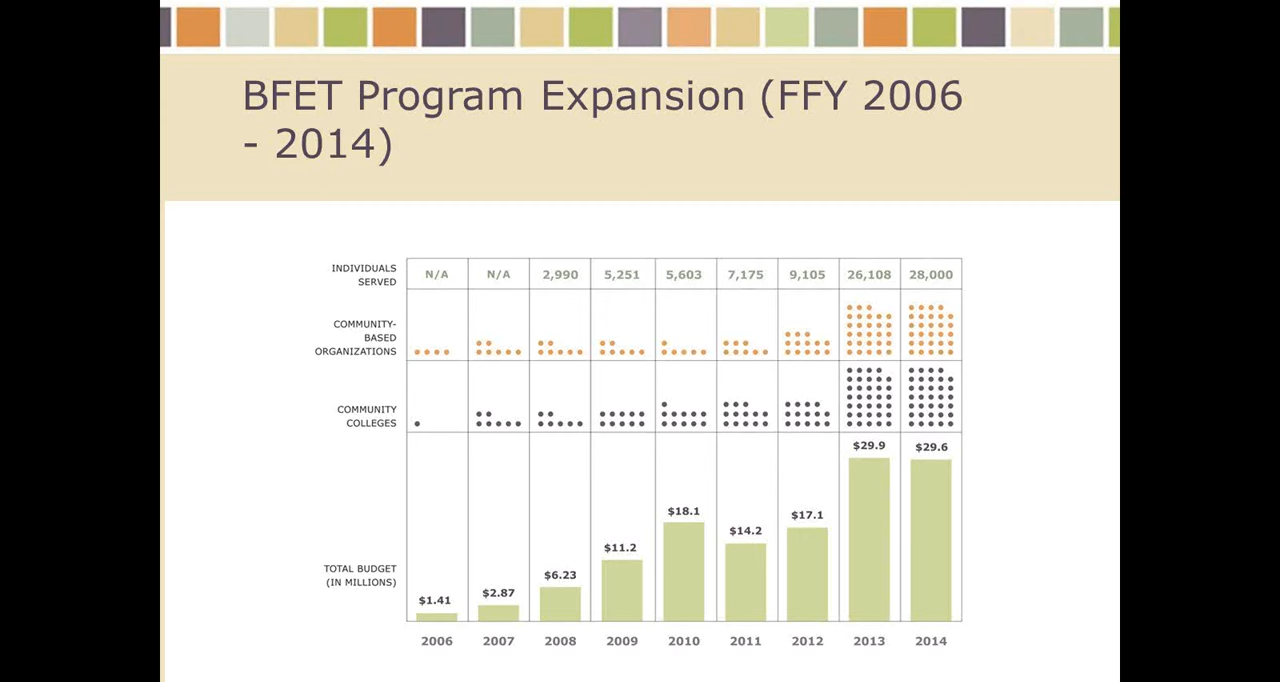 BFET Program Expansion (FFY 2006
- 2014)
INDIVIDUALS
SERVED
N/A N/A 2,990 5,251 5,603 7,175 9,105 26,108 28,000
COMMUNITY-
BASED
ORGANIZATIONS
COMMUNITY
COLLEGES
TOTAL BUDGET
(IN MILLIONS)
$1.41 $2.87 $6.23 $11.2 $18.1 $14.2 $17.1 $29.9 $29.6
2006 2007 2008 2009 2010 2011 2012 2013 2014